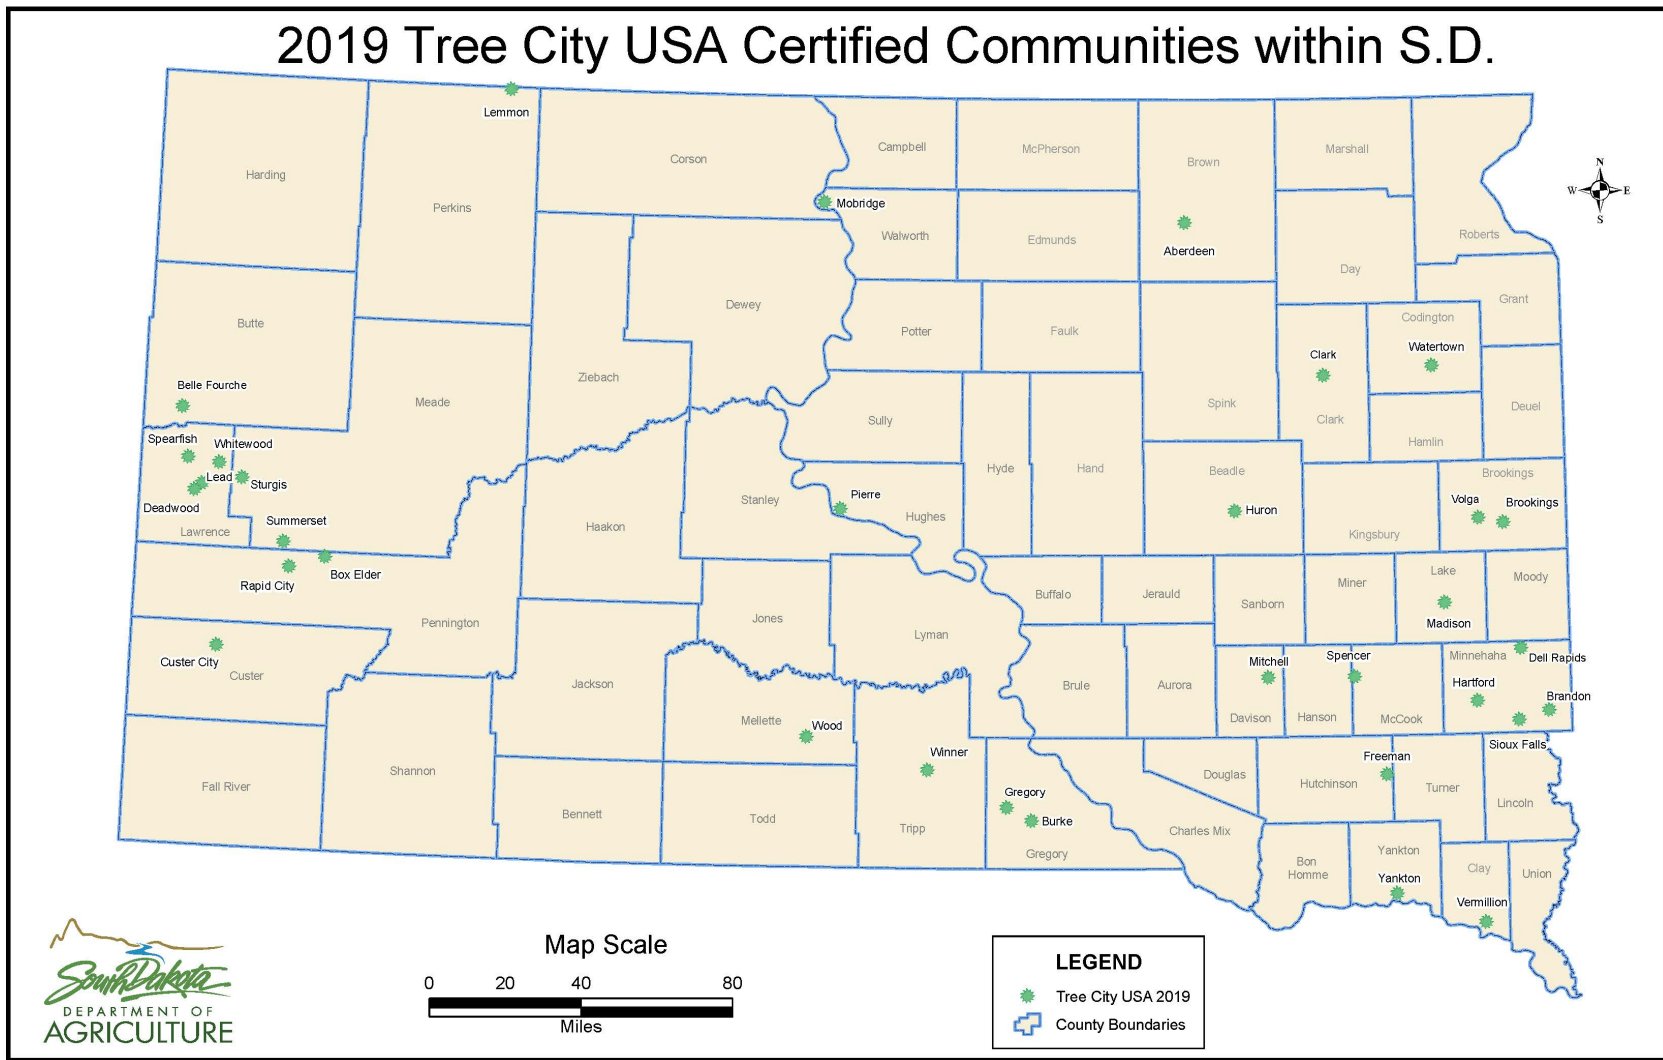 2019 Tree City USA Certified Communities within S.D.
Lemmon
Harding
Perkins
Corson
Campbell
McPherson
Brown
Marshall
N
W E
S
Mobridge
Walworth
Edmunds
Aberdeen
Roberts
Day
Grant
Butte
Dewey
Potter
Faulk
Codington
Watertown
Clark
Belle Fourche
Meade
Ziebach
Sully
Spink
Clark
Deuel
Hamlin
Spearfish
Whitewood
Lead
Sturgis
Deadwood
Lawrence
Summerset
Haakon
Stanley
Pierre
Hughes
Hyde
Hand
Beadle
Huron
Kingsbury
Brookings
Volga
Brookings
Rapid City
Box Elder
Pennington
Jones
Lyman
Buffalo
Jerauld
Sanborn
Miner
Lake
Madison
Moody
Custer City
Custer
Jackson
Mellette
Wood
Brule
Aurora
Mitchell
Davison
Hanson
Spencer
McCook
Minnehaha
Dell Rapids
Hartford
Brandon
Sioux Falls
Fall River
Shannon
Bennett
Todd
Winner
Tripp
Gregory
Burke
Gregory
Douglas
Charles Mix
Hutchinson
Freeman
Turner
Lincoln
Bon
Homme
Yankton
Yankton
Clay
Vermillion
Union
South Dakota
DEPARTMENT OF
AGRICULTURE
Map Scale
0 20 40 80
Miles
LEGEND
Tree City USA 2019
County Boundaries